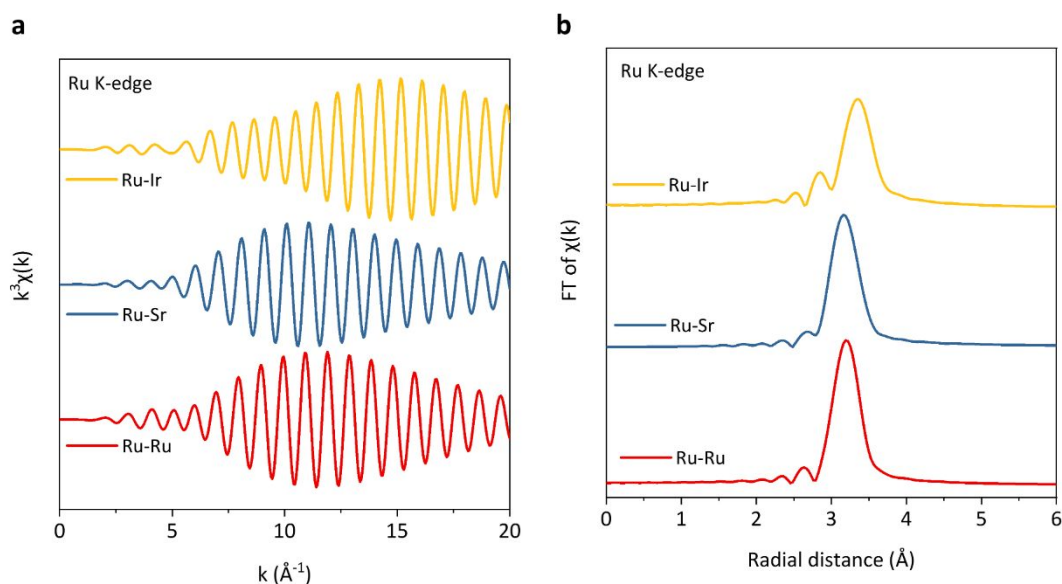 a
Ru K-edge
Ru-Ir
Ru-Sr
Ru-Ru
k³χ(k)
0 5 10 15 20
k (Å⁻¹)
b
Ru K-edge
Ru-Ir
Ru-Sr
Ru-Ru
FT of χ(k)
0 1 2 3 4 5 6
Radial distance (Å)